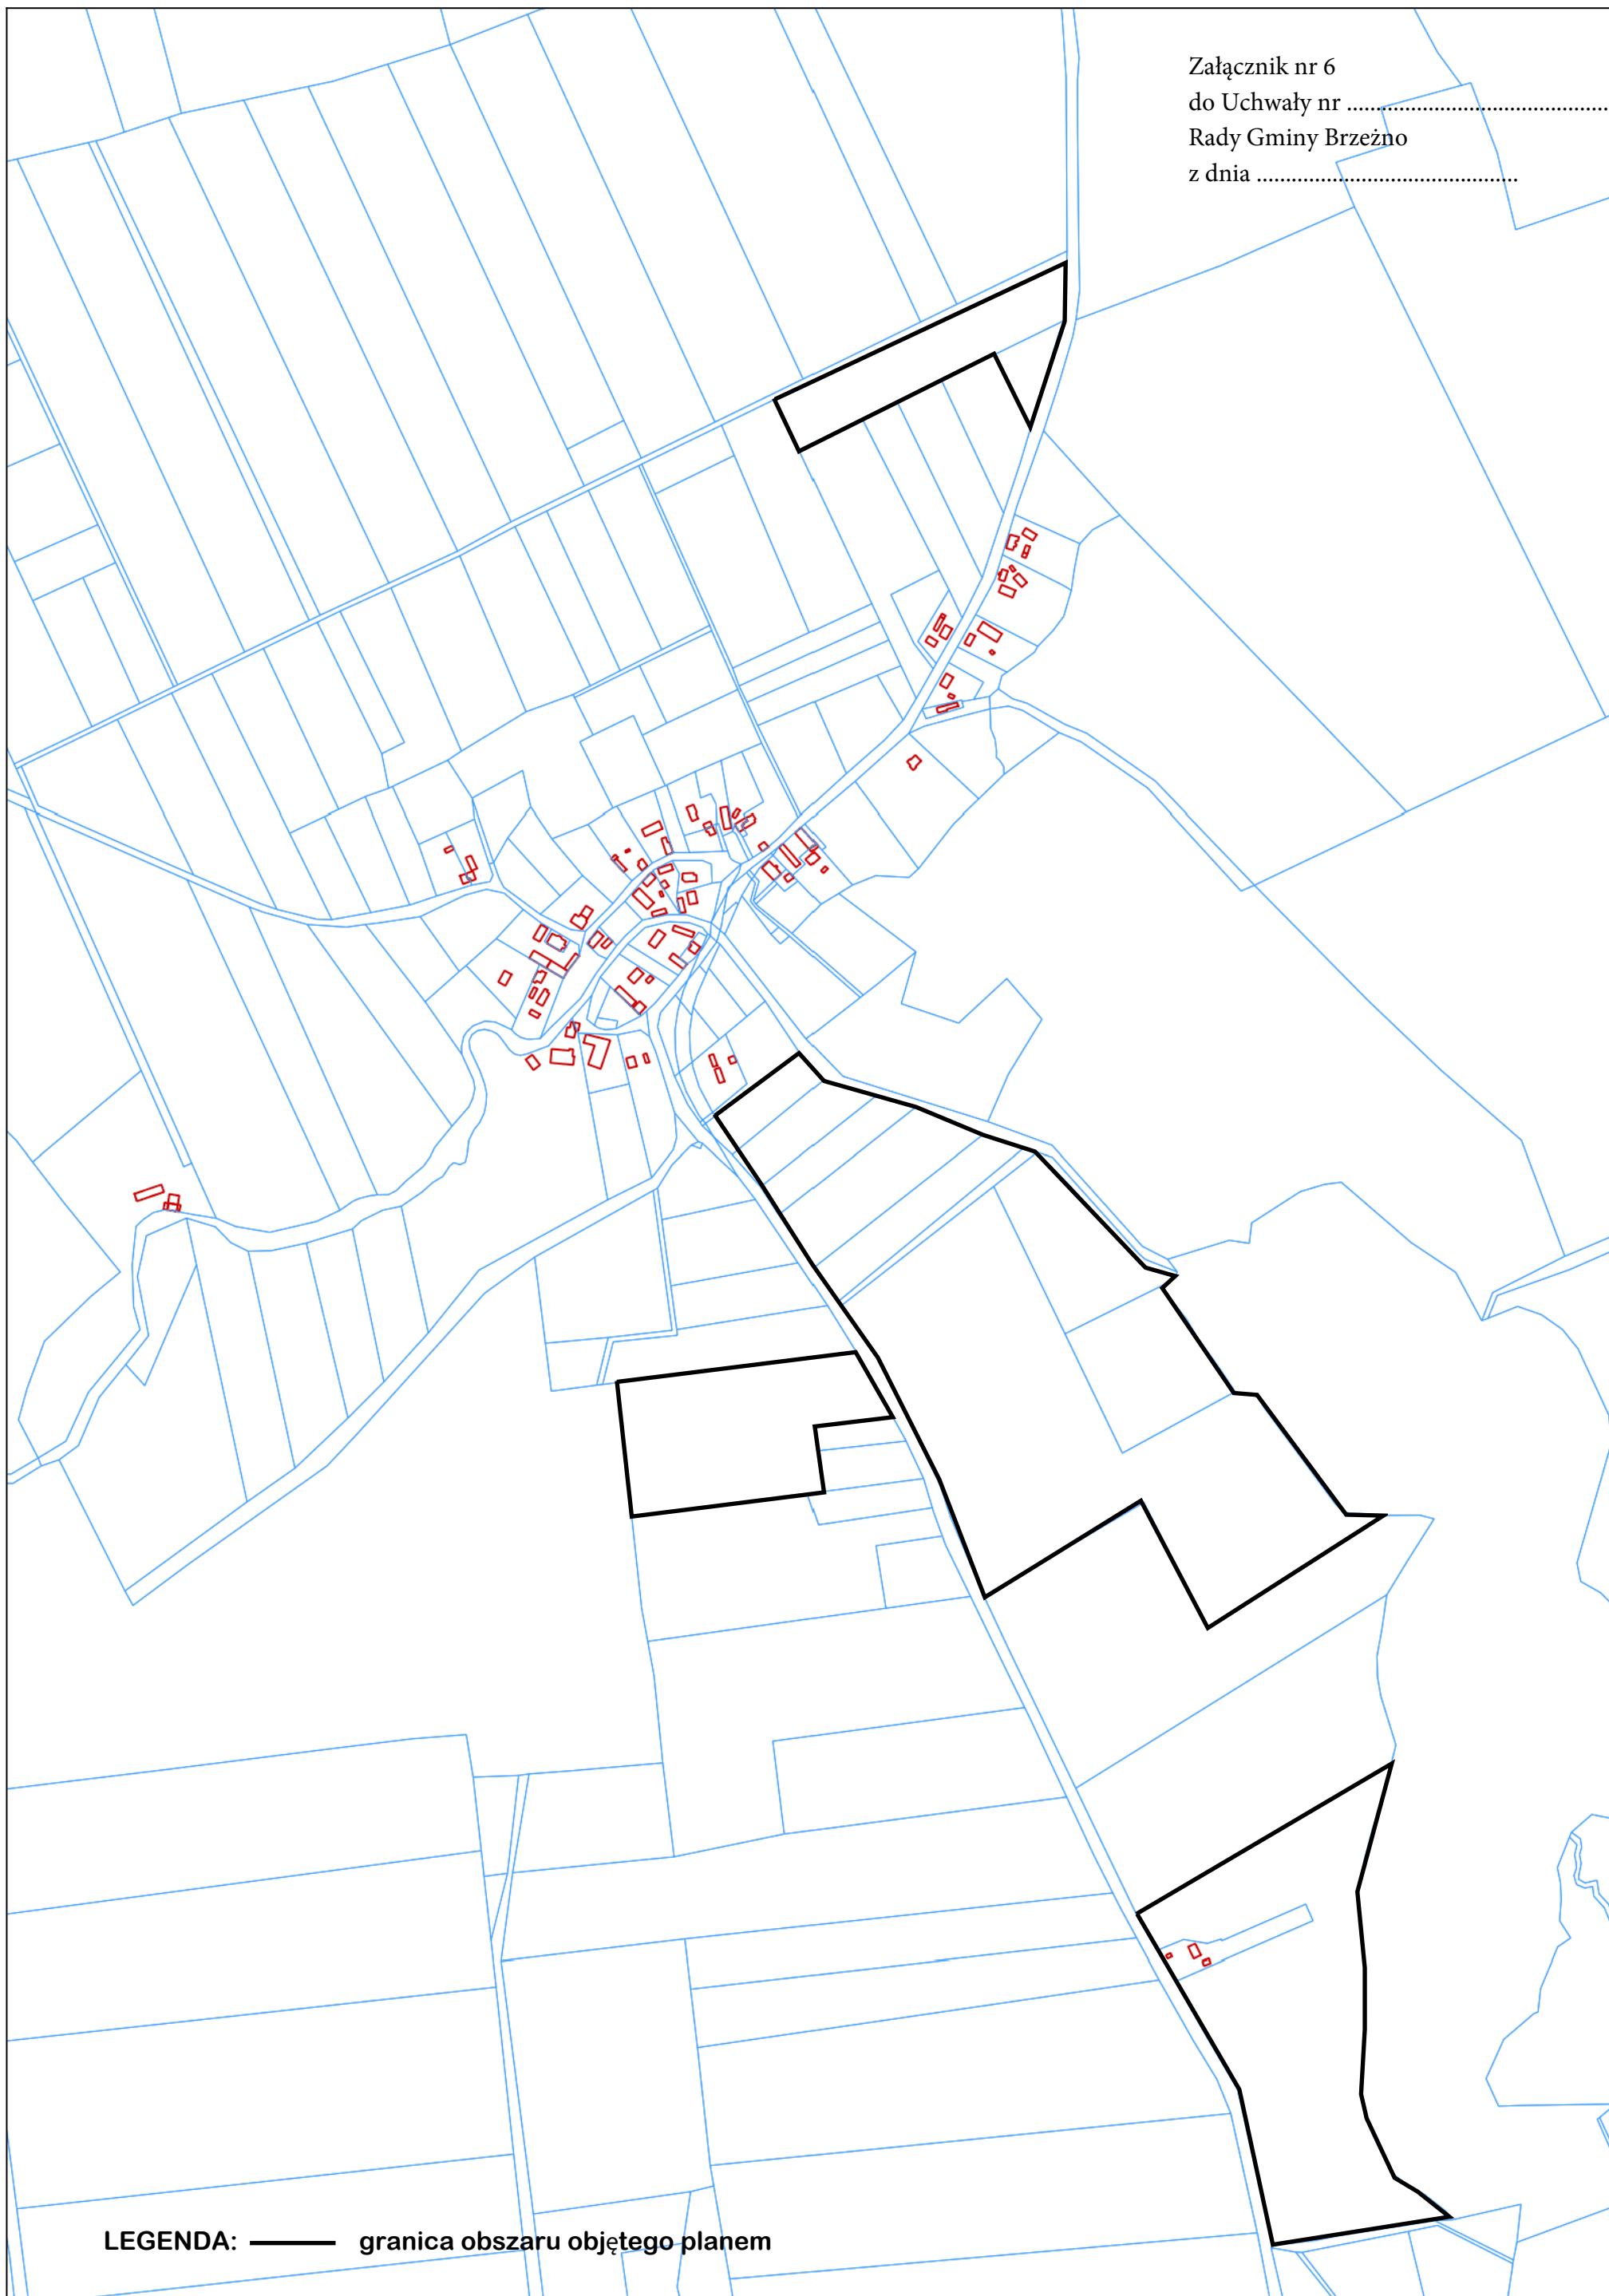 Załącznik nr 6
do Uchwały nr ............................................
Rady Gminy Brzeżno
z dnia ............................................
LEGENDA: granica obszaru objętego planem